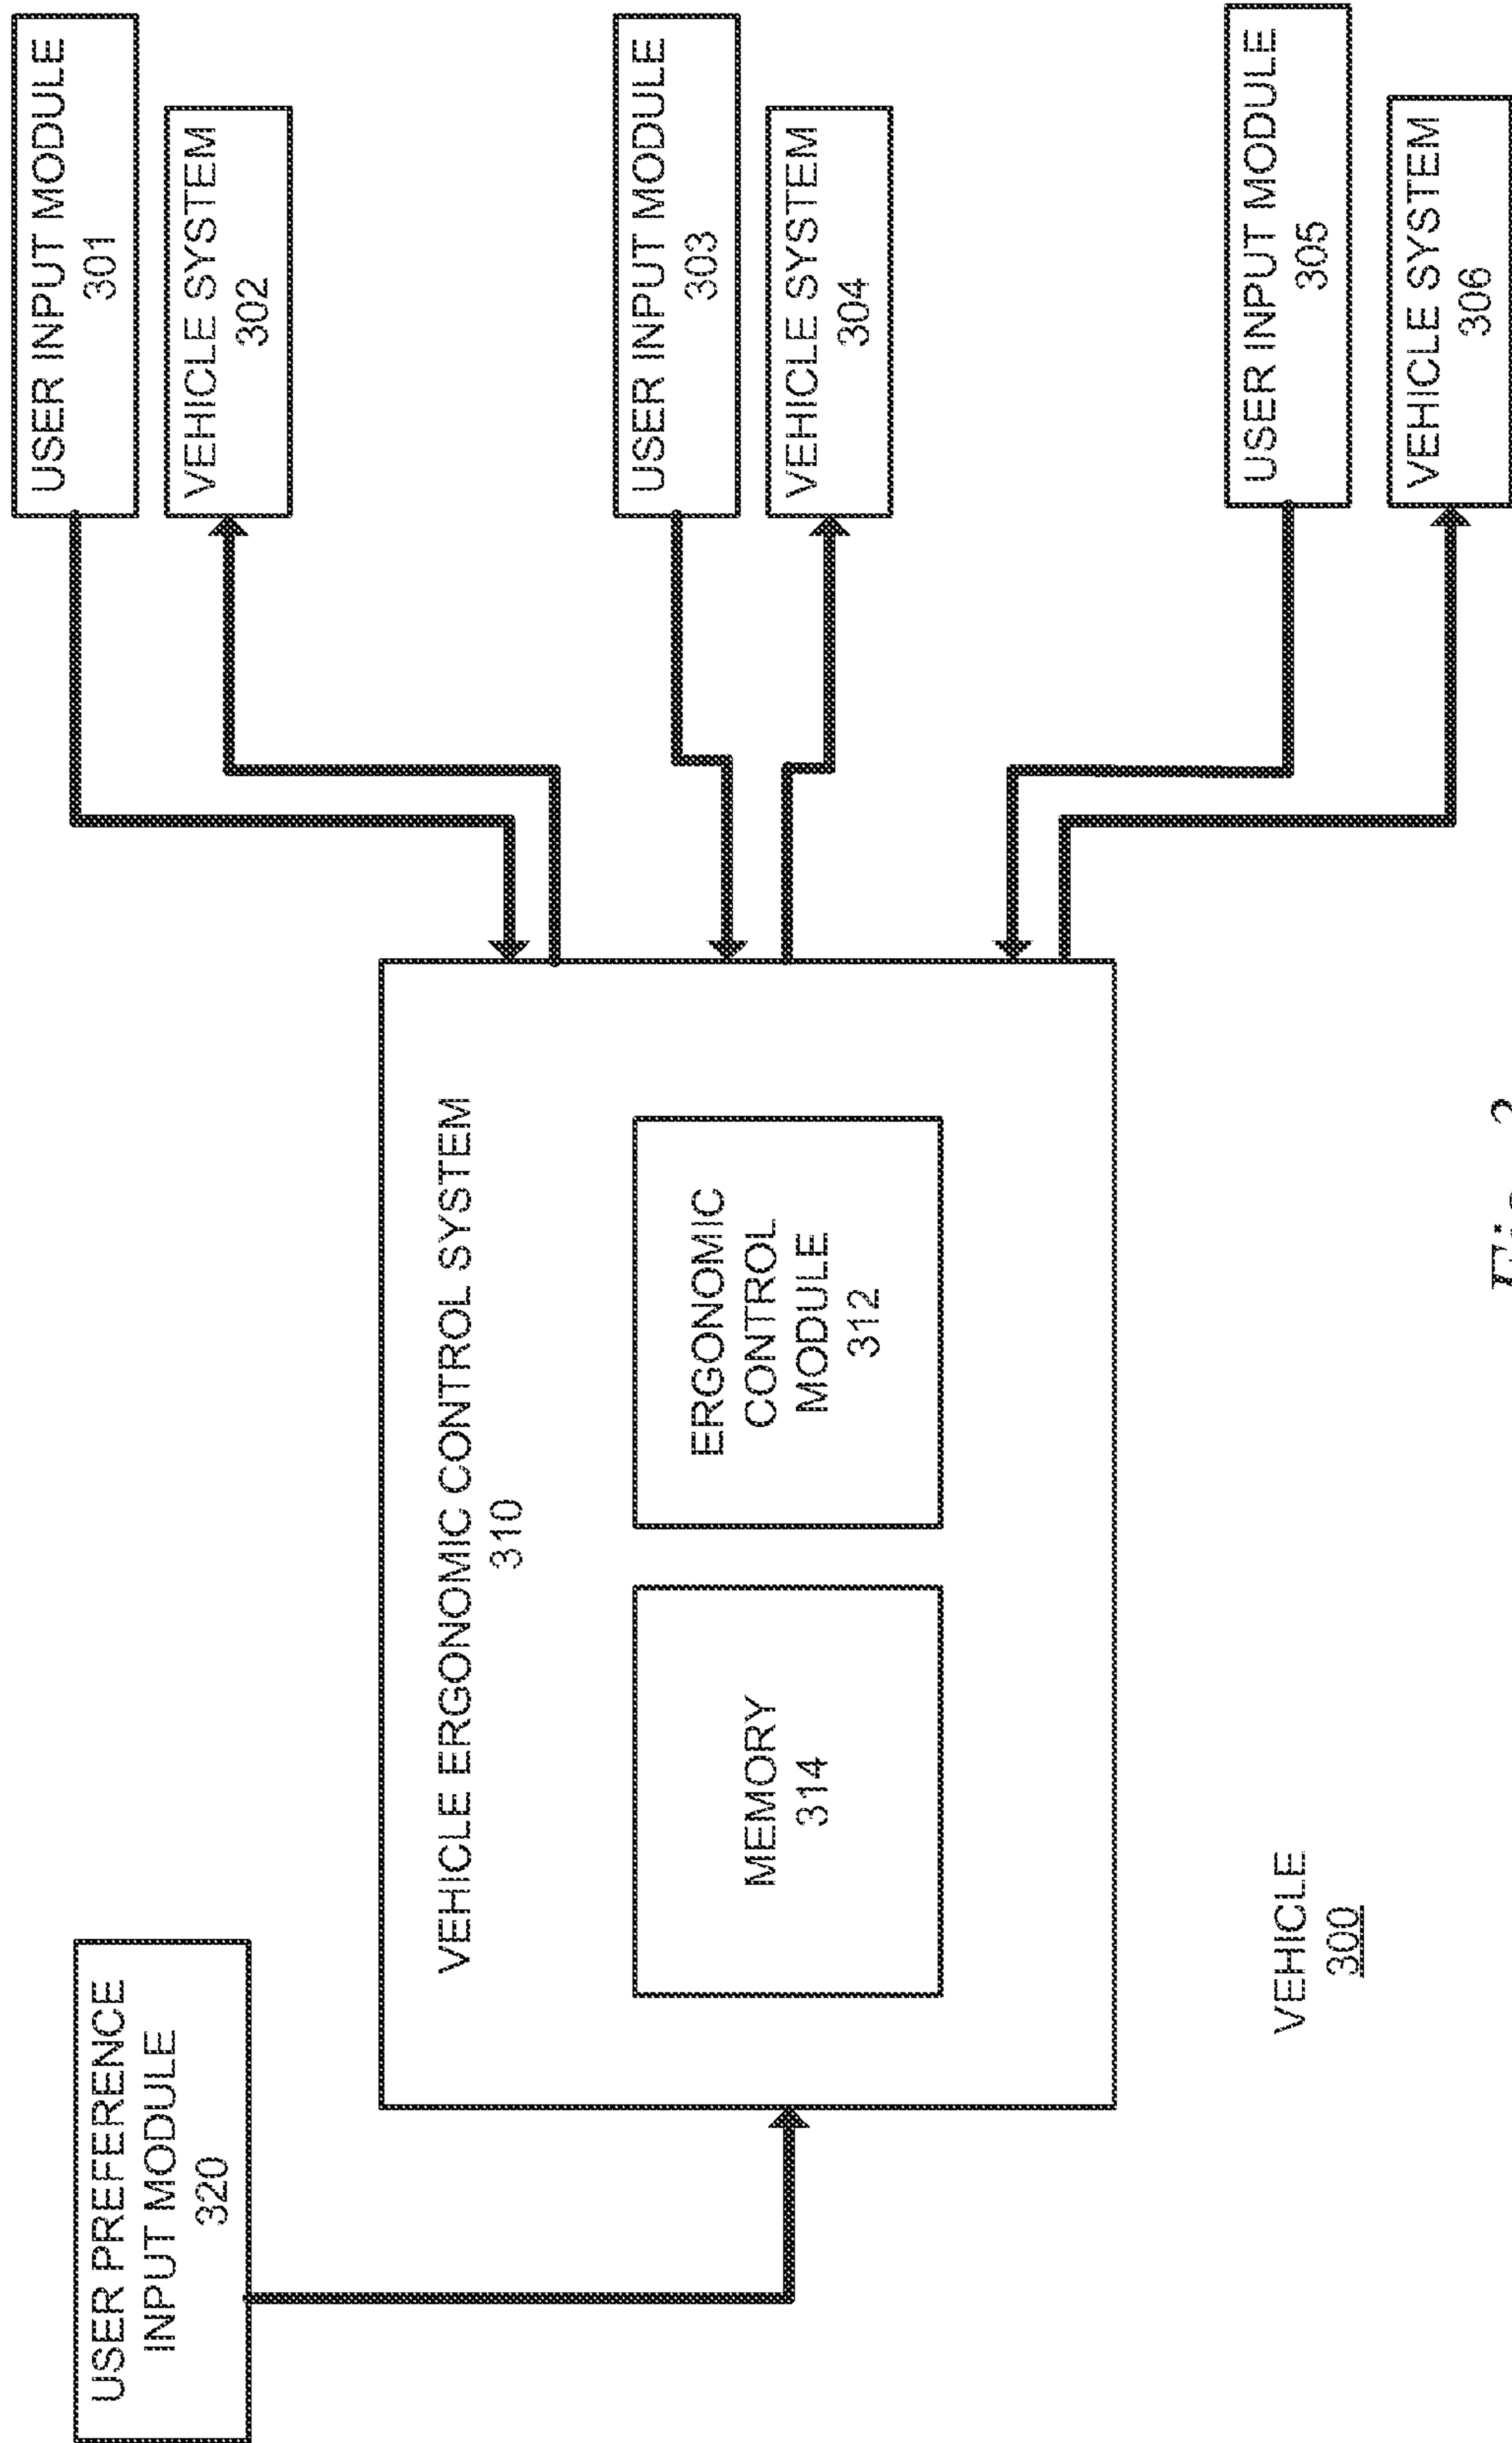 USER PREFERENCE
INPUT MODULE
320
USER INPUT MODULE
301
VEHICLE SYSTEM
302
VEHICLE ERGONOMIC CONTROL SYSTEM
310
MEMORY
314
ERGONOMIC
CONTROL
MODULE
312
USER INPUT MODULE
303
VEHICLE SYSTEM
304
USER INPUT MODULE
305
VEHICLE SYSTEM
306
VEHICLE
300
Fig.